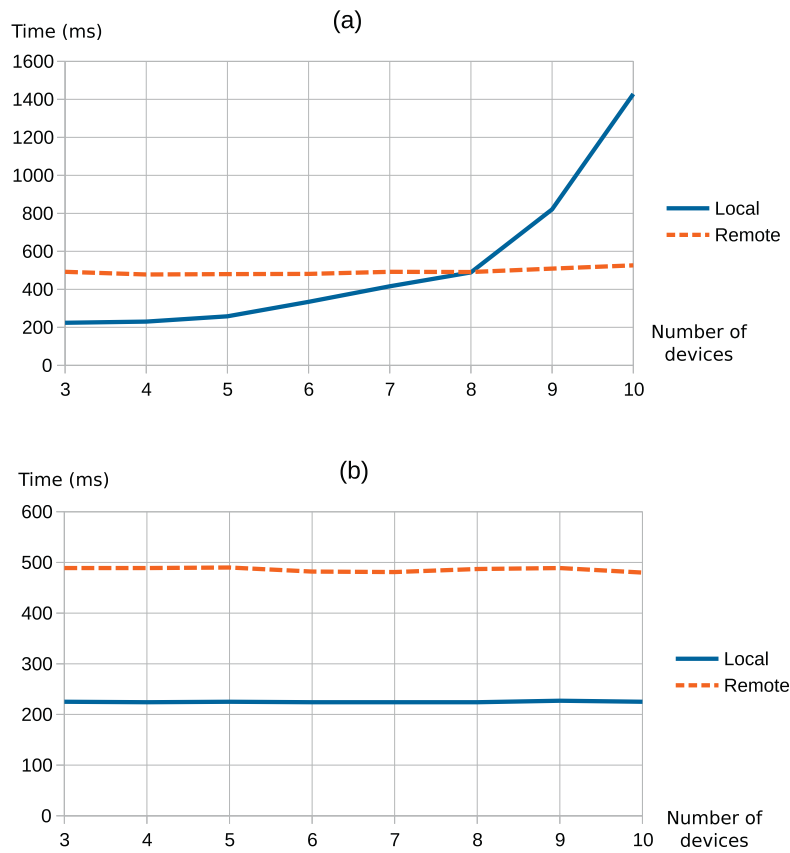 (a)
Time (ms)
1600
1400
1200
1000
800
600
400
200
0
3 4 5 6 7 8 9 10
Local
Remote
Number of
devices
(b)
Time (ms)
600
500
400
300
200
100
0
3 4 5 6 7 8 9 10
Local
Remote
Number of
devices